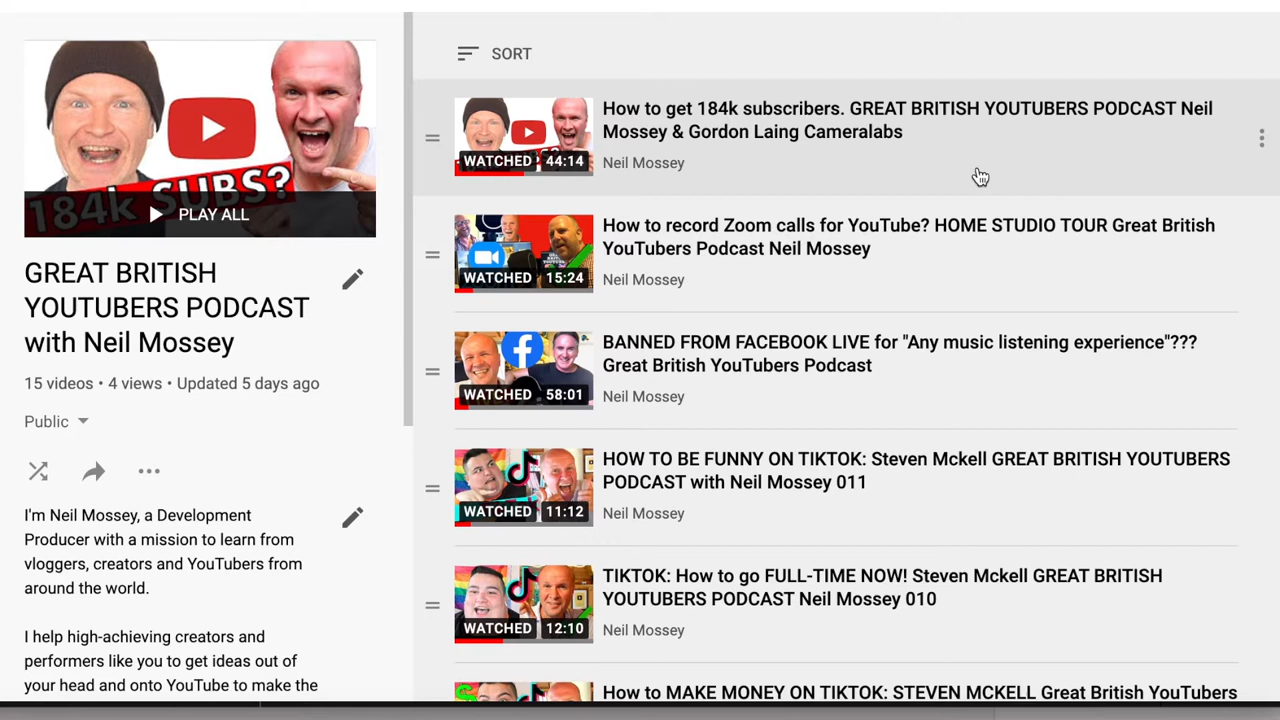 184k SUBS?
PLAY ALL
GREAT BRITISH
YOUTUBERS PODCAST
with Neil Mossey
15 videos • 4 views • Updated 5 days ago
Public
I'm Neil Mossey, a Development
Producer with a mission to learn from
vloggers, creators and YouTubers from
around the world.
I help high-achieving creators and
performers like you to get ideas out of
your head and onto YouTube to make the
SORT
WATCHED 44:14
How to get 184k subscribers. GREAT BRITISH YOUTUBERS PODCAST Neil
Mossey & Gordon Laing Cameralabs
Neil Mossey
WATCHED 15:24
How to record Zoom calls for YouTube? HOME STUDIO TOUR Great British
YouTubers Podcast Neil Mossey
Neil Mossey
WATCHED 58:01
BANNED FROM FACEBOOK LIVE for "Any music listening experience"???
Great British YouTubers Podcast
Neil Mossey
WATCHED 11:12
HOW TO BE FUNNY ON TIKTOK: Steven Mckell GREAT BRITISH YOUTUBERS
PODCAST with Neil Mossey 011
Neil Mossey
WATCHED 12:10
TIKTOK: How to go FULL-TIME NOW! Steven Mckell GREAT BRITISH
YOUTUBERS PODCAST Neil Mossey 010
Neil Mossey
How to MAKE MONEY ON TIKTOK: STEVEN MCKELL Great British YouTubers